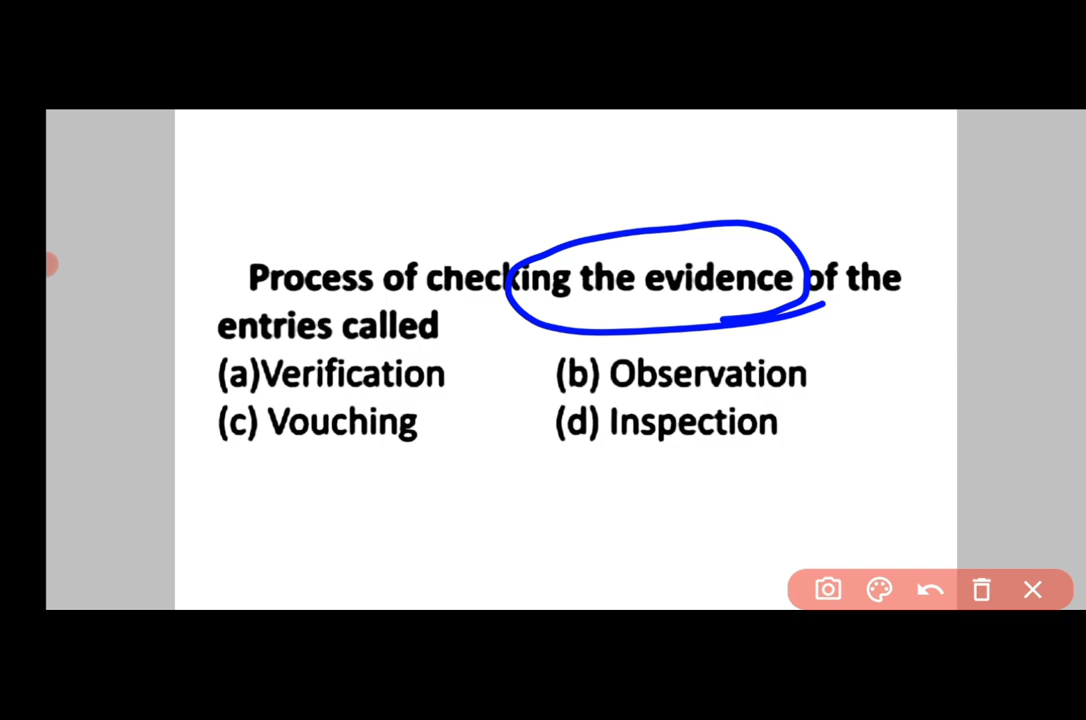 Process of checking the evidence of the
entries called
(a)Verification (b) Observation
(c) Vouching (d) Inspection